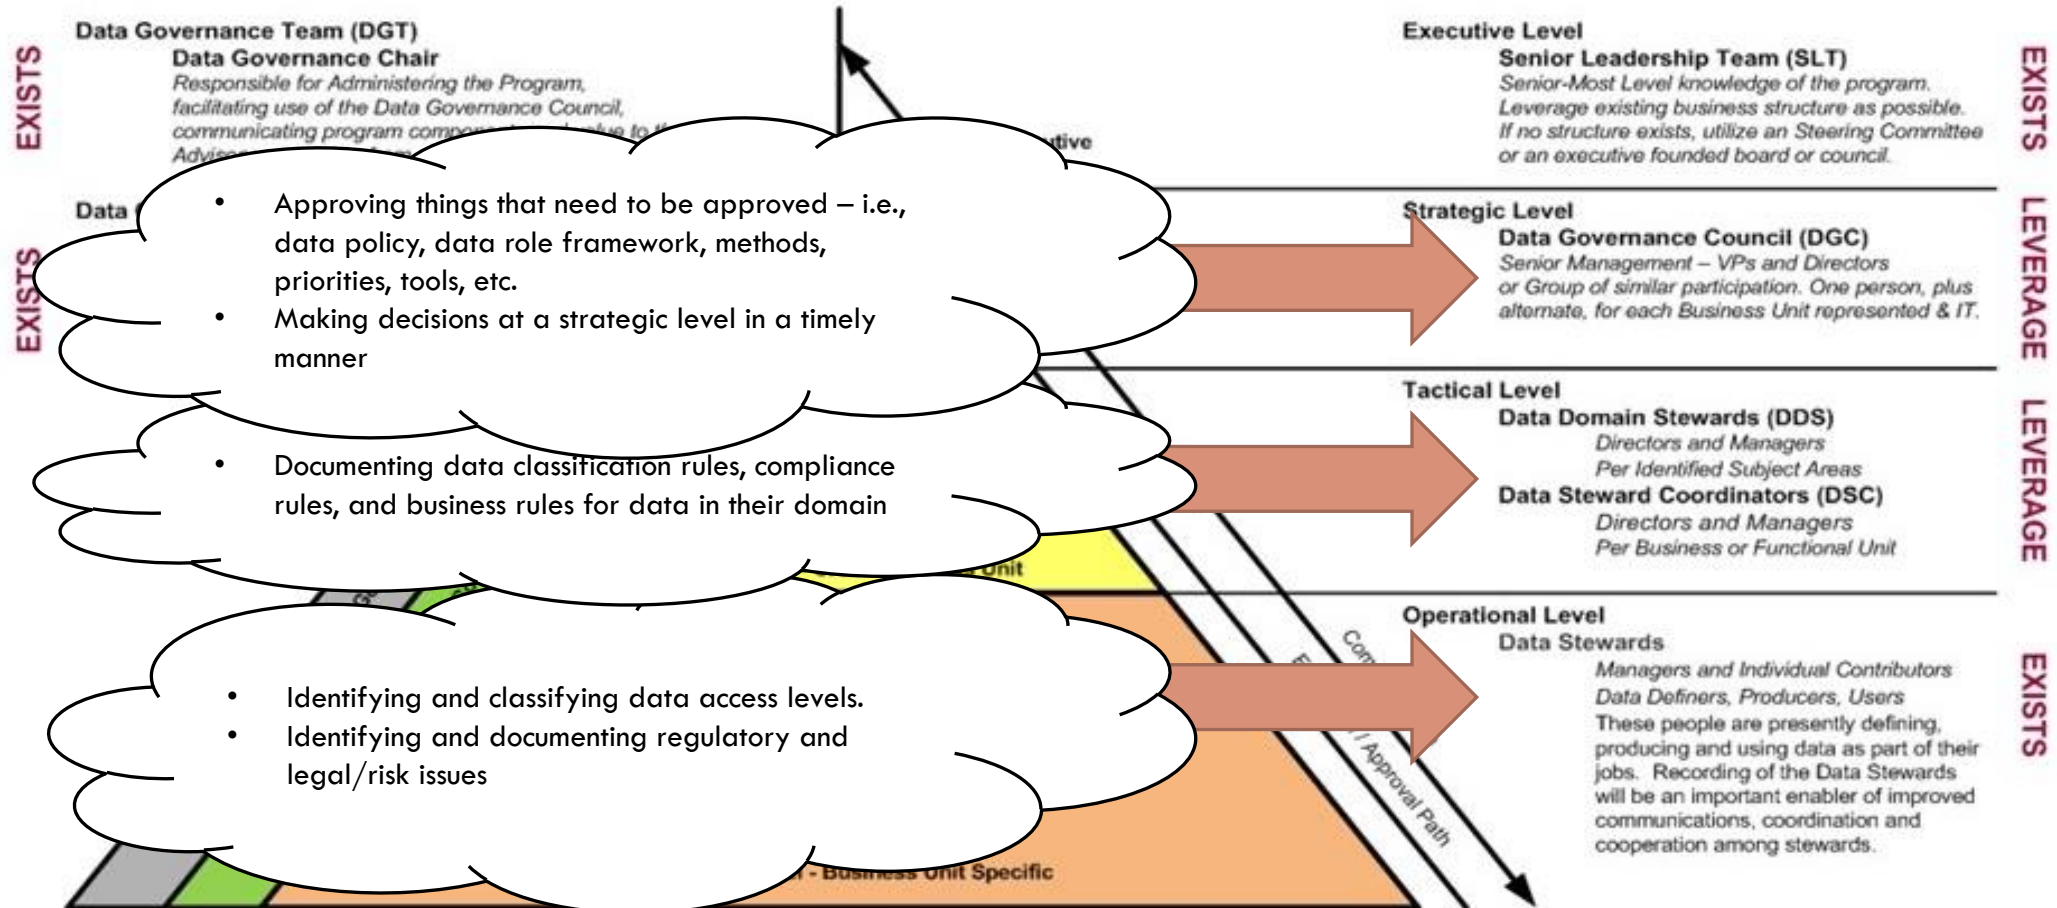 EXISTS
Data Governance Team (DGT)
Data Governance Chair
Responsible for Administering the Program,
facilitating use of the Data Governance Council,
communicating program
EXISTS
Data
• Approving things that need to be approved – i.e.,
data policy, data role framework, methods,
priorities, tools, etc.
• Making decisions at a strategic level in a timely
manner
• Documenting data classification rules, compliance
rules, and business rules for data in their domain
Unit
• Identifying and classifying data access levels.
• Identifying and documenting regulatory and
legal/risk issues
- Business Unit Specific
/ Approval Path
Executive Level
Senior Leadership Team (SLT)
Senior-Most Level knowledge of the program.
Leverage existing business structure as possible.
If no structure exists, utilize an Steering Committee
or an executive founded board or council.
EXISTS
Strategic Level
Data Governance Council (DGC)
Senior Management – VPs and Directors
or Group of similar participation. One person, plus
alternate, for each Business Unit represented & IT.
LEVERAGE
Tactical Level
Data Domain Stewards (DDS)
Directors and Managers
Per Identified Subject Areas
Data Steward Coordinators (DSC)
Directors and Managers
Per Business or Functional Unit
LEVERAGE
Operational Level
Data Stewards
Managers and Individual Contributors
Data Definers, Producers, Users
These people are presently defining,
producing and using data as part of their
jobs. Recording of the Data Stewards
will be an important enabler of improved
communications, coordination and
cooperation among stewards.
EXISTS